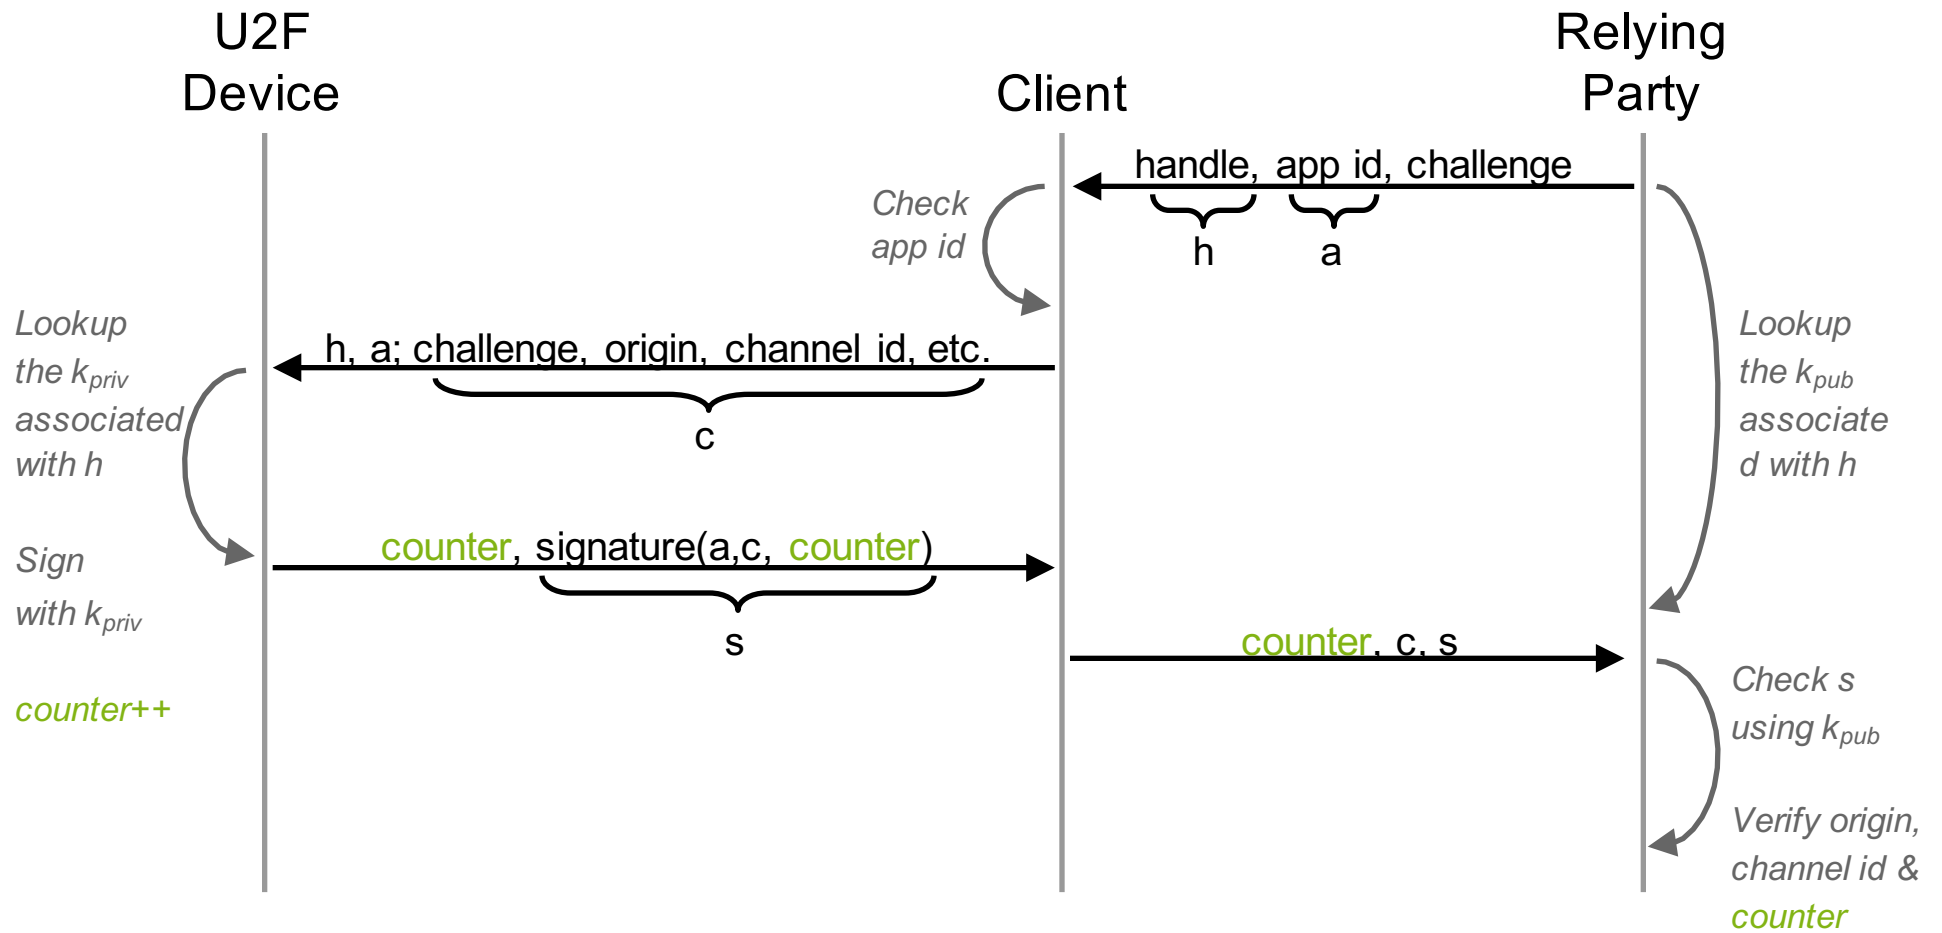 U2F
Device
Client
Relying
Party
handle, app id, challenge
h
a
Check
app id
Lookup
the kpriv
associated
with h
h, a; challenge, origin, channel id, etc.
c
Lookup
the kpub
associate
d with h
Sign
with kpriv
counter, signature(a,c, counter)
s
counter, c, s
counter++
Check s
using kpub
Verify origin,
channel id &
counter